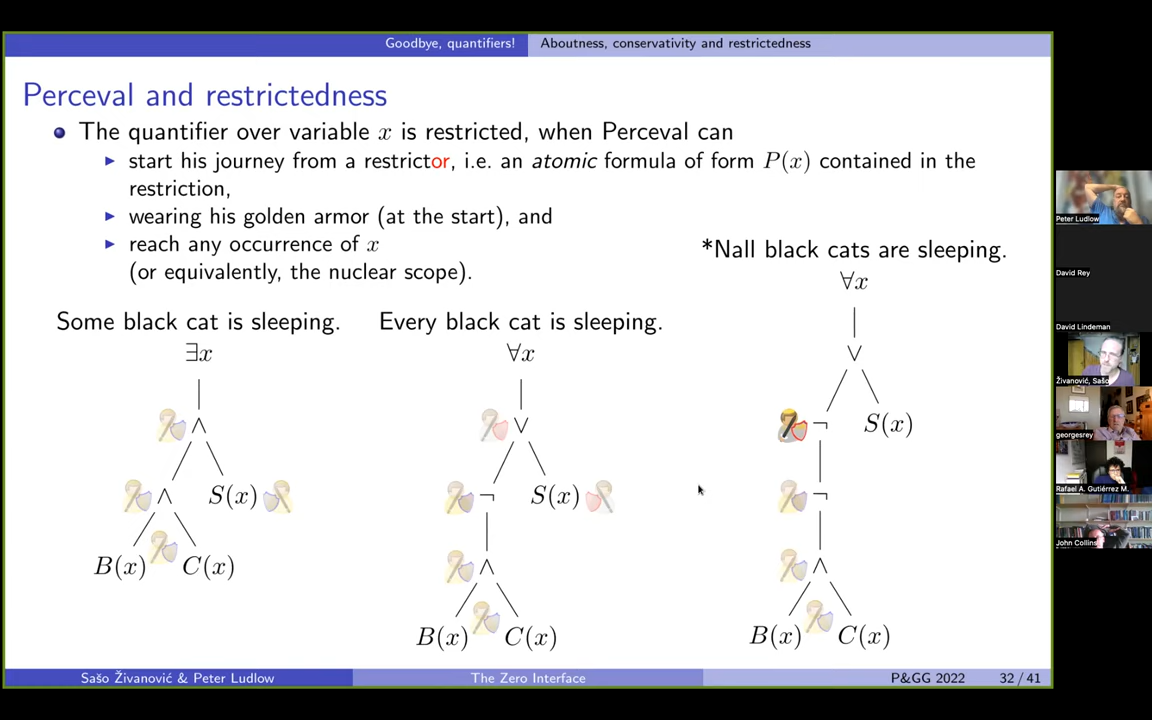 Goodbye, quantifiers! Aboutness, conservativity and restrictedness
Perceval and restrictedness
The quantifier over variable x is restricted, when Perceval can
start his journey from a restrictor, i.e. an atomic formula of form P(x) contained in the
restriction,
wearing his golden armor (at the start), and
reach any occurrence of x
(or equivalently, the nuclear scope).
*Nall black cats are sleeping.
∀x
∨
¬ S(x)
¬
∧
B(x) C(x)
Some black cat is sleeping.
∃x
∧
∧ S(x)
B(x) C(x)
Every black cat is sleeping.
∀x
∨
¬ S(x)
∧
B(x) C(x)
Sašo Živanović & Peter Ludlow The Zero Interface P&GG 2022 32 / 41
Peter Ludlow
David Rey
David Lindeman
Živanović, Sašo
georgesrey
Rafael A. Gutiérrez M.
John Collins